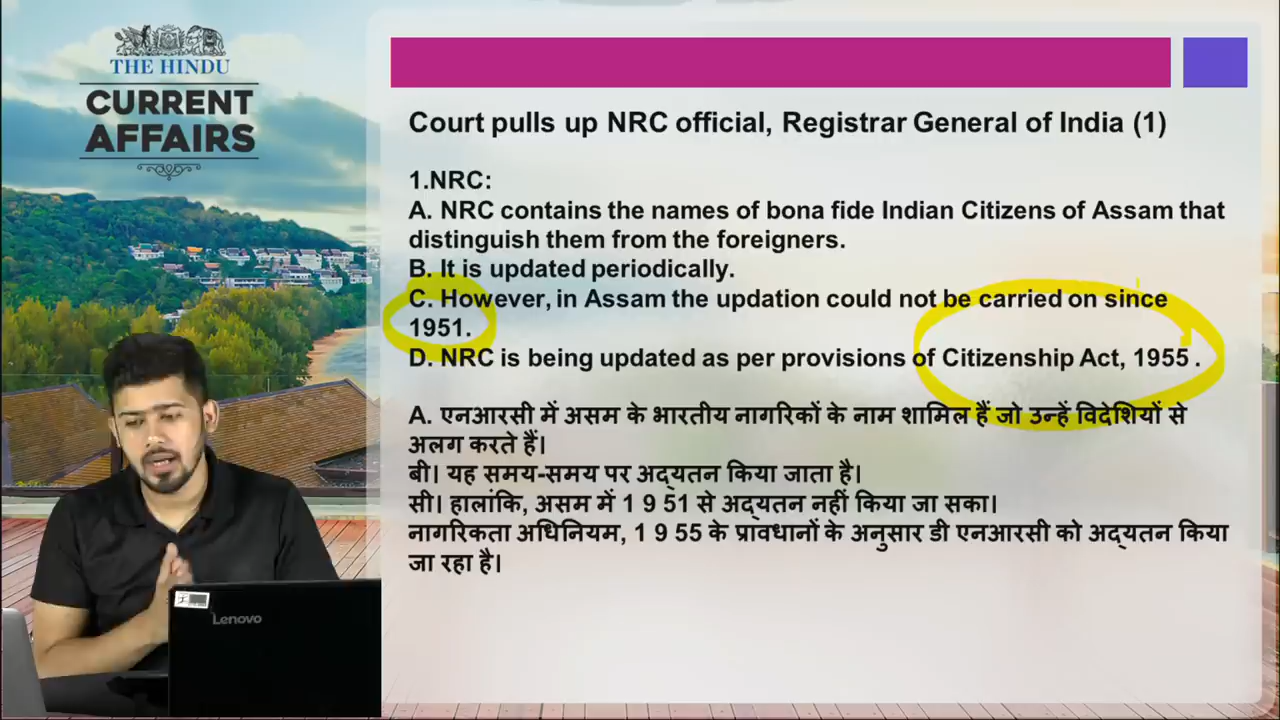 THE HINDU
CURRENT
AFFAIRS
Court pulls up NRC official, Registrar General of India (1)
1.NRC:
A. NRC contains the names of bona fide Indian Citizens of Assam that
distinguish them from the foreigners.
B. It is updated periodically.
C. However, in Assam the updation could not be carried on since
1951.
D. NRC is being updated as per provisions of Citizenship Act, 1955 .
A. एनआरसी में असम के भारतीय नागरिकों के नाम शामिल हैं जो उन्हें विदेशियों से
अलग करते हैं।
बी। यह समय-समय पर अद्यतन किया जाता है।
सी। हालांकि, असम में 1 9 51 से अद्यतन नहीं किया जा सका।
नागरिकता अधिनियम, 1 9 55 के प्रावधानों के अनुसार डी एनआरसी को अद्यतन किया
जा रहा है।
Lenovo